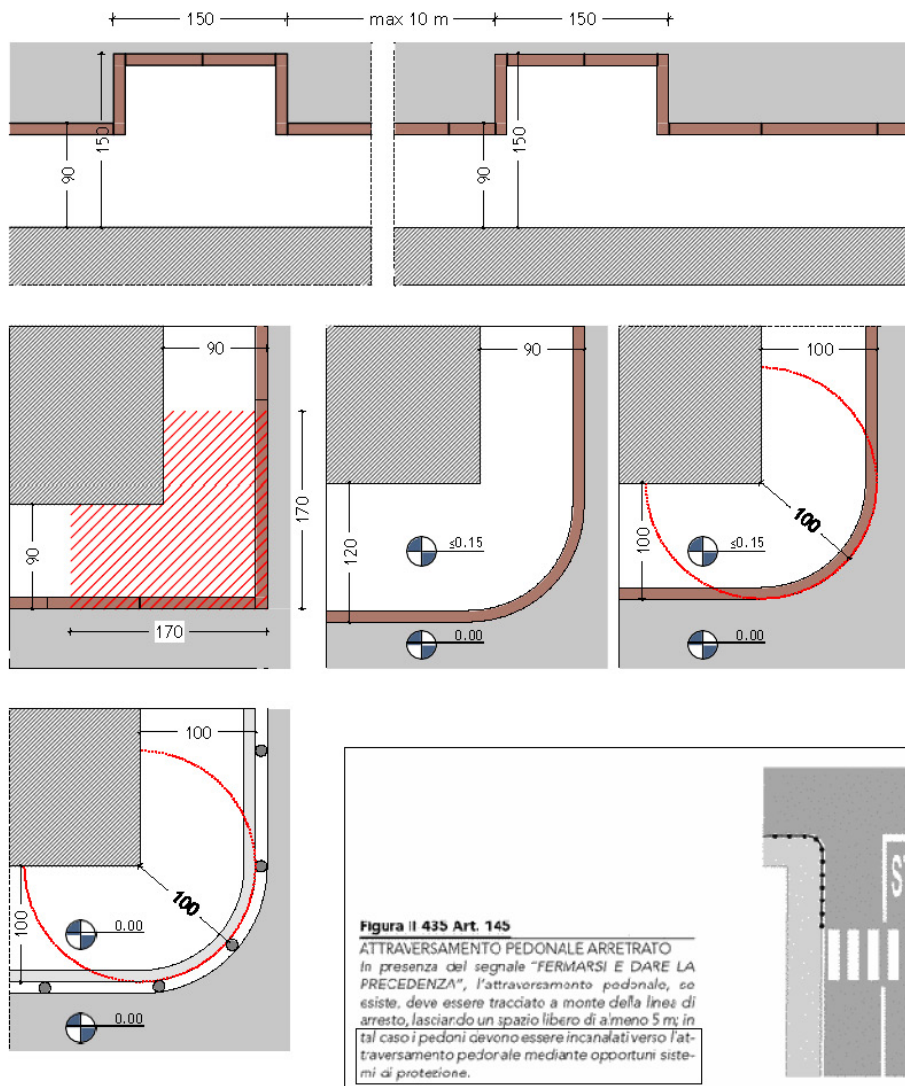 150 max 10 m 150
90 150 90 150
90 90 100
170 120 ≤0.15 100 ≤0.15 100
90
170 0.00 0.00
100
100 0.00 100
0.00
Figura II 435 Art. 145
ATTRAVERSAMENTO PEDONALE ARRETRATO
In presenza del segnale "FERMARSI E DARE LA
PRECEDENZA", l'attraversamento pedonale, se
esiste, deve essere tracciato a monte della linea di
arresto, lasciando un spazio libero di almeno 5 m; in
tal caso i pedoni devono essere incanalati verso l'at-
traversamento pedonale mediante opportuni siste-
mi di protezione.